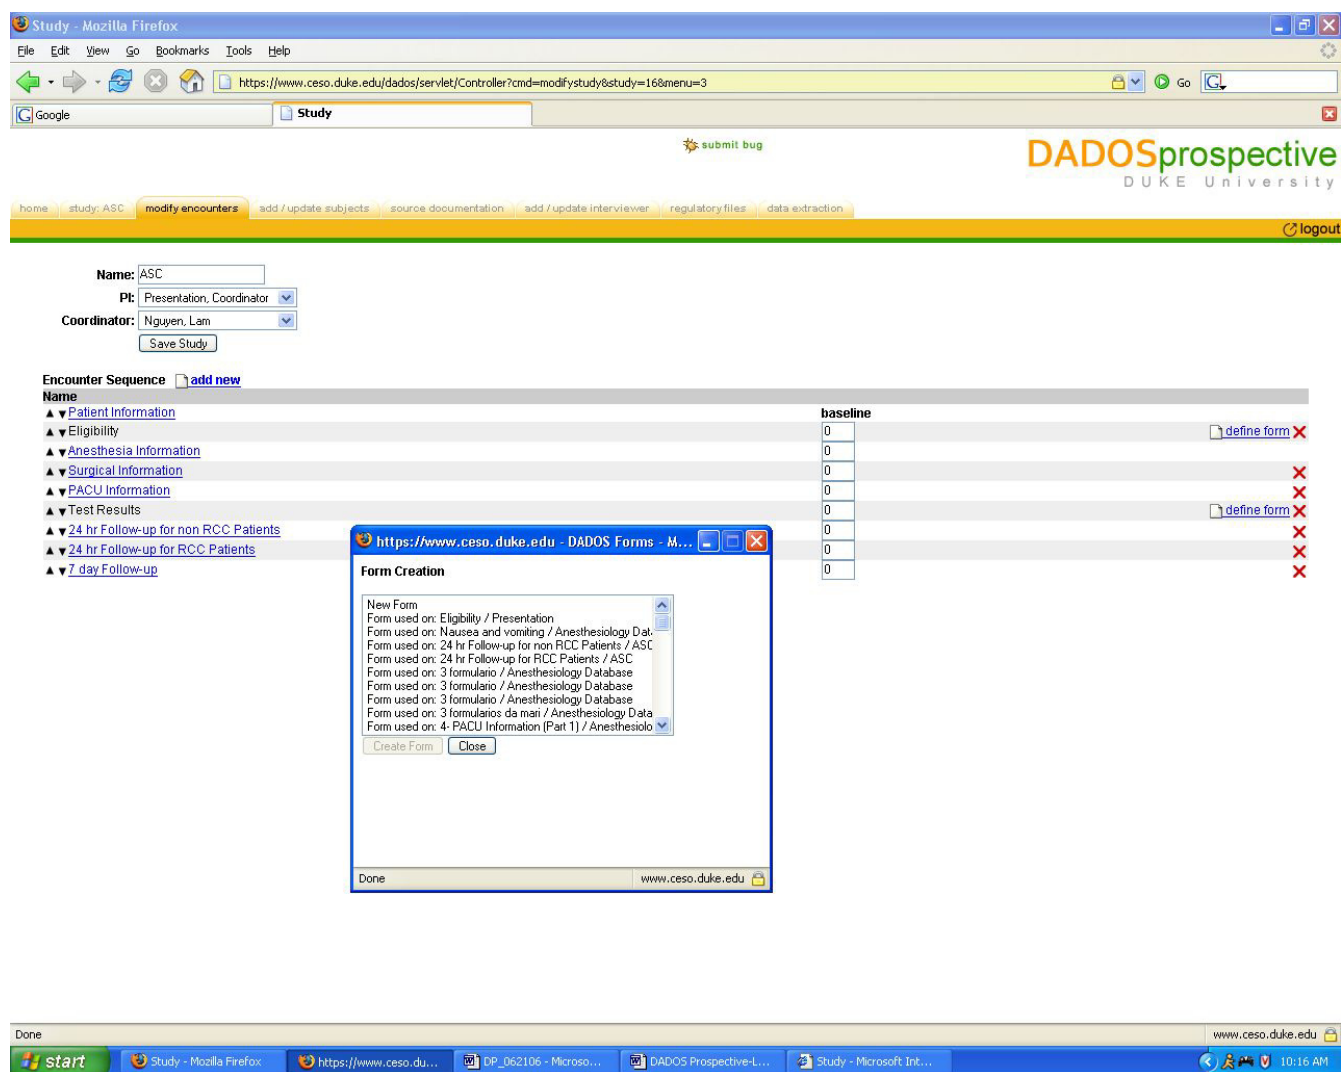 Study - Mozilla Firefox
File Edit View Go Bookmarks Tools Help
https://www.ceso.duke.edu/dados/servlet/Controller?cmd=modifystudy&study=16&menu=3 Go
Google Study
submit bug
DADOSprospective
DUKE University
home study: ASC modify encounters add / update subjects source documentation add / update interviewer regulatory files data extraction
logout
Name: ASC
PI: Presentation, Coordinator
Coordinator: Nguyen, Lam
Save Study
Encounter Sequence add new
Name
Patient Information baseline
Eligibility 0 define form
Anesthesia Information 0
Surgical Information 0
PACU Information 0
Test Results 0 define form
24 hr Follow-up for non RCC Patients 0
24 hr Follow-up for RCC Patients 0
7 day Follow-up 0
https://www.ceso.duke.edu - DADOS Forms - M...
Form Creation
New Form
Form used on: Eligibility / Presentation
Form used on: Nausea and vomiting / Anesthesiology Dat
Form used on: 24 hr Follow-up for non RCC Patients / ASC
Form used on: 24 hr Follow-up for RCC Patients / ASC
Form used on: 3 formulario / Anesthesiology Database
Form used on: 3 formulario / Anesthesiology Database
Form used on: 3 formulario / Anesthesiology Database
Form used on: 3 formularios da mari / Anesthesiology Data
Form used on: 4- PACU Information (Part 1) / Anesthesiolo
Create Form Close
Done www.ceso.duke.edu
Done www.ceso.duke.edu
start Study - Mozilla Firefox https://www.ceso.du... DP_062106 - Microso... DADOS Prospective-L... Study - Microsoft Int... 10:16 AM